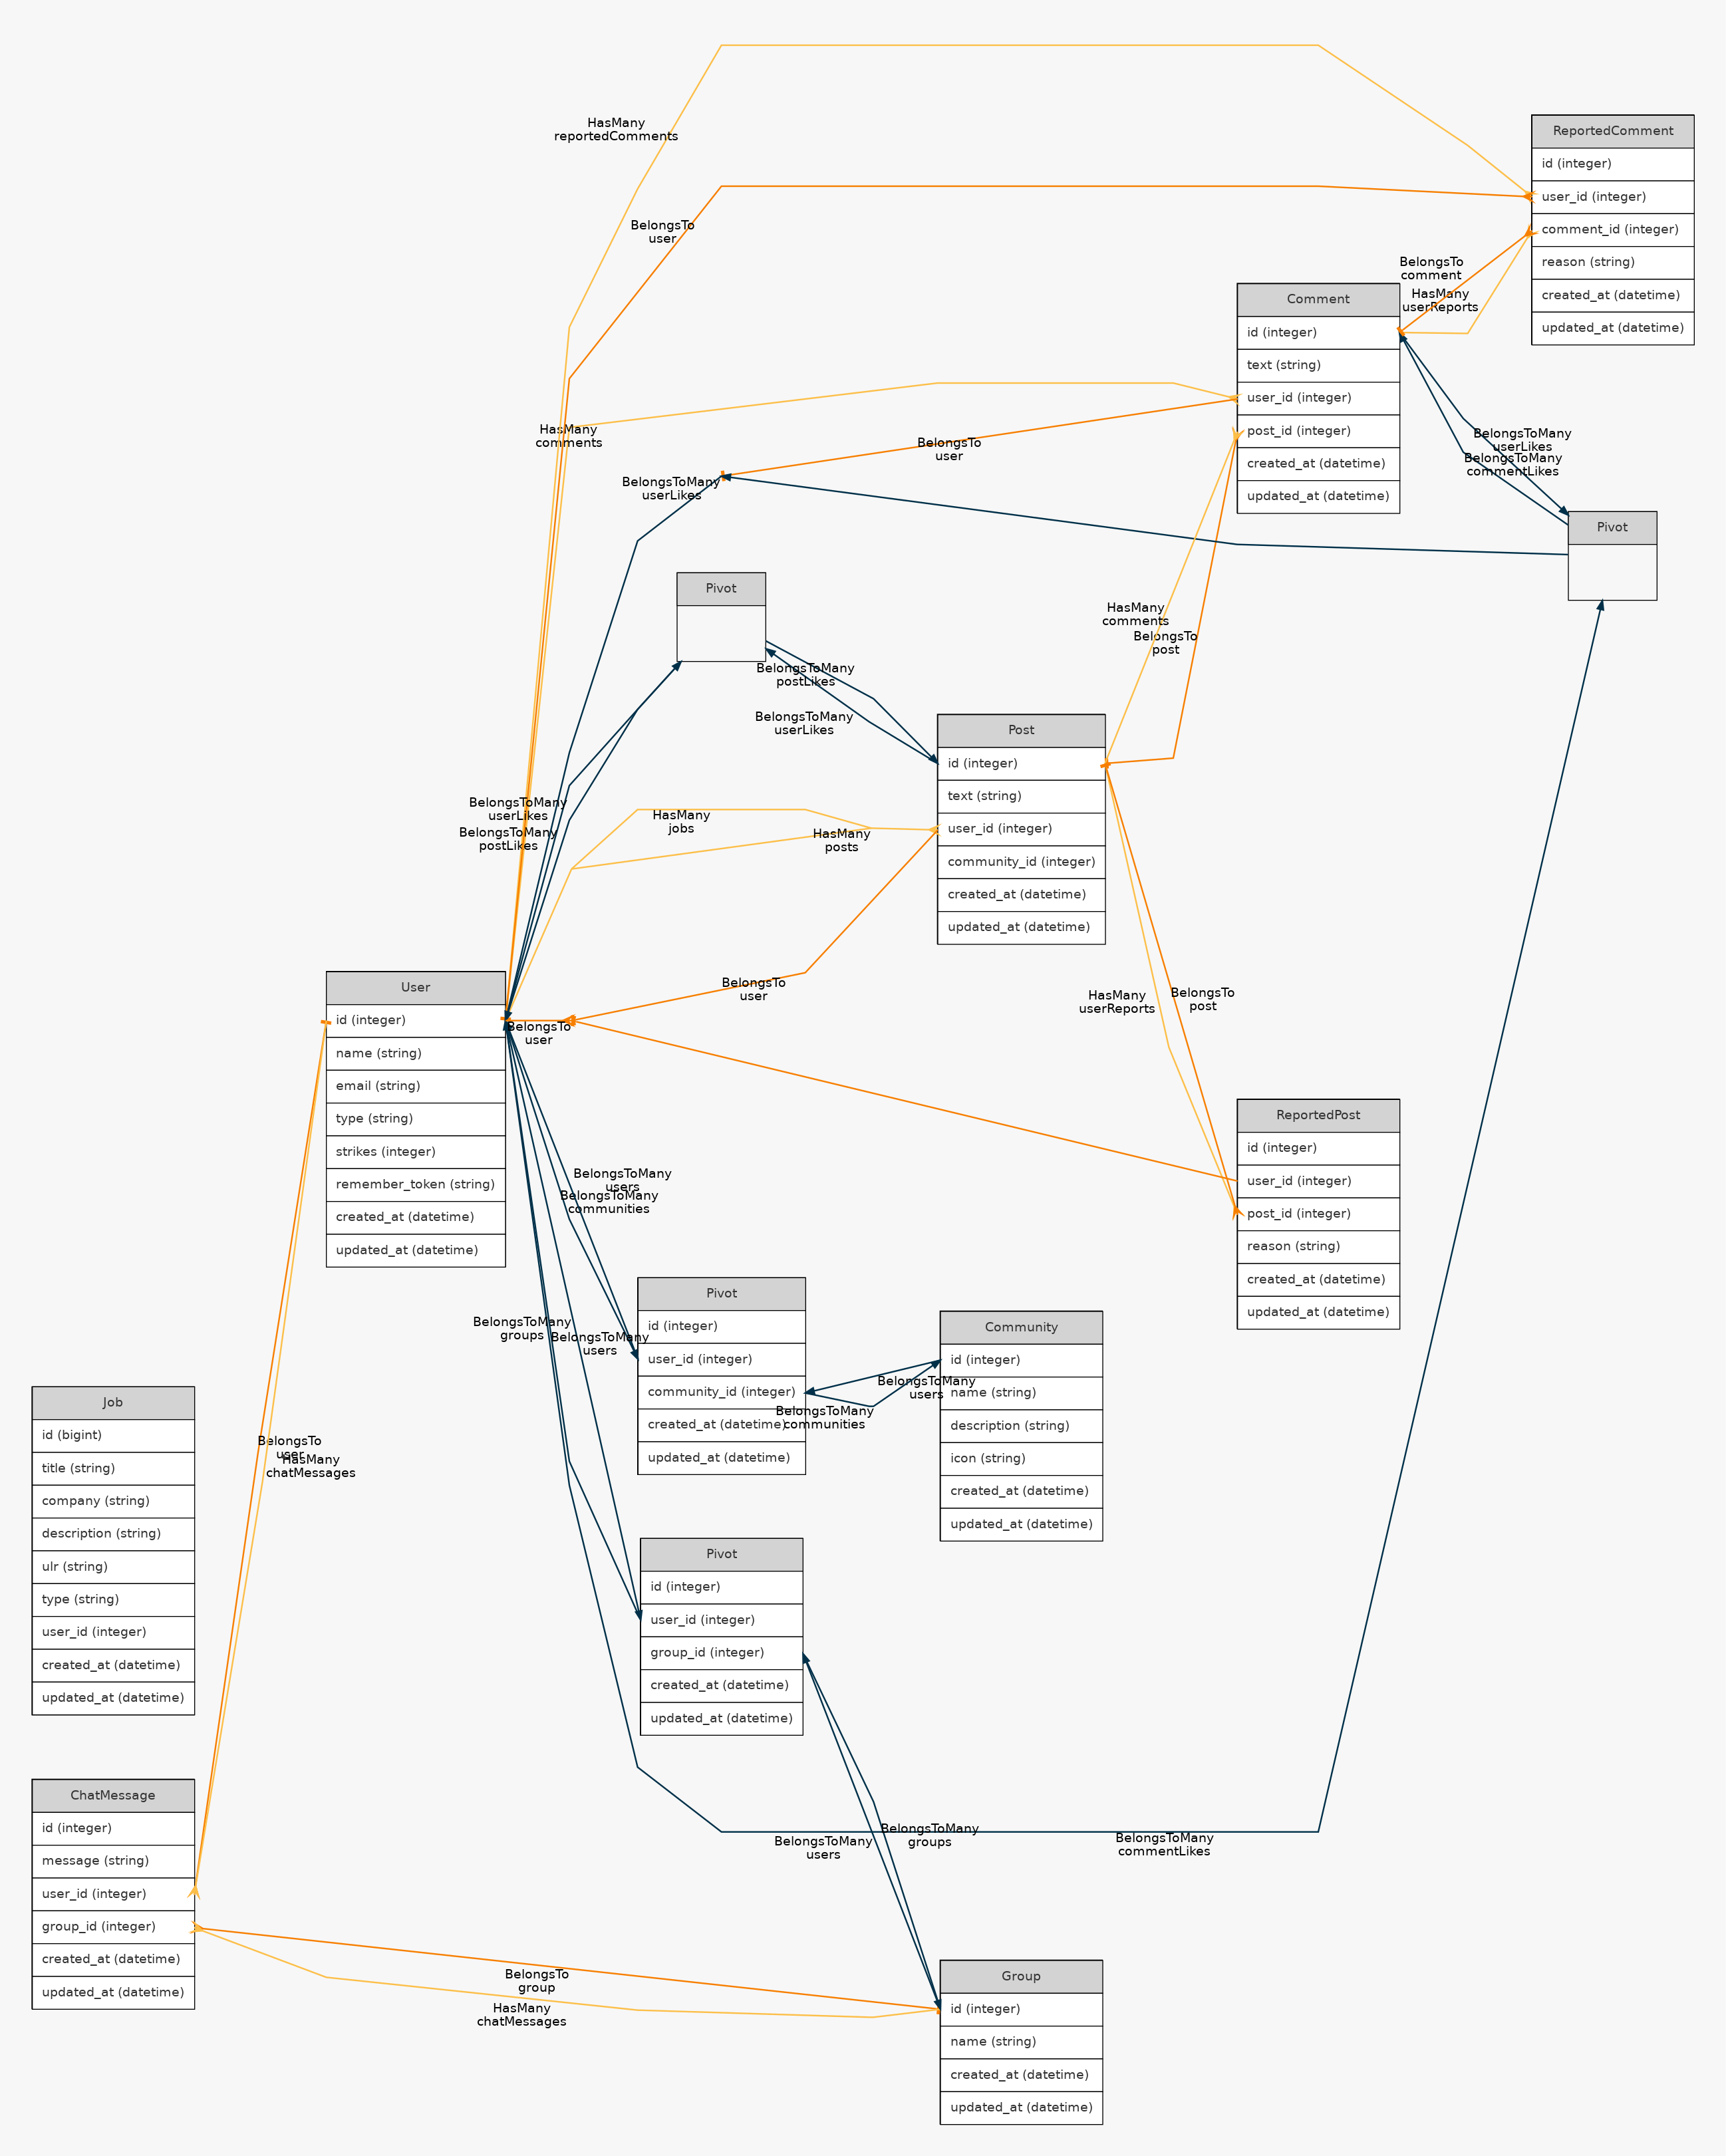 HasMany
reportedComments
ReportedComment
id (integer)
user_id (integer)
comment_id (integer)
reason (string)
created_at (datetime)
updated_at (datetime)
BelongsTo
user
BelongsTo
comment
HasMany
userReports
Comment
id (integer)
text (string)
user_id (integer)
post_id (integer)
created_at (datetime)
updated_at (datetime)
HasMany
comments
BelongsTo
user
BelongsToMany
userLikes
BelongsToMany
userLikes
BelongsToMany
commentLikes
Pivot
Pivot
HasMany
comments
BelongsTo
post
BelongsToMany
postLikes
BelongsToMany
userLikes
Post
id (integer)
text (string)
user_id (integer)
community_id (integer)
created_at (datetime)
updated_at (datetime)
BelongsToMany
userLikes
BelongsToMany
postLikes
HasMany
jobs
HasMany
posts
BelongsTo
user
HasMany
userReports
BelongsTo
post
User
id (integer)
name (string)
email (string)
type (string)
strikes (integer)
remember_token (string)
created_at (datetime)
updated_at (datetime)
BelongsTo
user
ReportedPost
id (integer)
user_id (integer)
post_id (integer)
reason (string)
created_at (datetime)
updated_at (datetime)
BelongsToMany
users
BelongsToMany
communities
BelongsToMany
groups
BelongsToMany
users
Pivot
id (integer)
user_id (integer)
community_id (integer)
created_at (datetime)
updated_at (datetime)
BelongsToMany
users
BelongsToMany
communities
Community
id (integer)
name (string)
description (string)
icon (string)
created_at (datetime)
updated_at (datetime)
Job
id (bigint)
title (string)
company (string)
description (string)
ulr (string)
type (string)
user_id (integer)
created_at (datetime)
updated_at (datetime)
BelongsTo
user
HasMany
chatMessages
Pivot
id (integer)
user_id (integer)
group_id (integer)
created_at (datetime)
updated_at (datetime)
ChatMessage
id (integer)
message (string)
user_id (integer)
group_id (integer)
created_at (datetime)
updated_at (datetime)
BelongsToMany
users
BelongsToMany
groups
BelongsToMany
commentLikes
BelongsTo
group
HasMany
chatMessages
Group
id (integer)
name (string)
created_at (datetime)
updated_at (datetime)